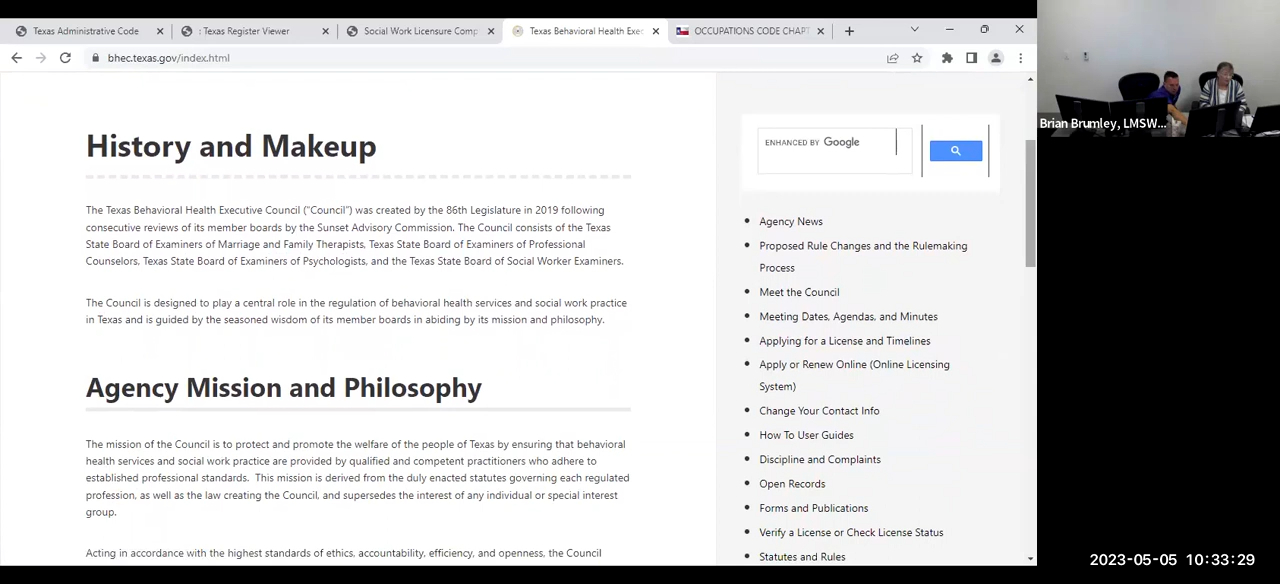 Texas Administrative Code
: Texas Register Viewer
Social Work Licensure Comp
Texas Behavioral Health Exec
OCCUPATIONS CODE CHAPT
bhec.texas.gov/index.html
History and Makeup
The Texas Behavioral Health Executive Council ("Council") was created by the 86th Legislature in 2019 following
consecutive reviews of its member boards by the Sunset Advisory Commission. The Council consists of the Texas
State Board of Examiners of Marriage and Family Therapists, Texas State Board of Examiners of Professional
Counselors, Texas State Board of Examiners of Psychologists, and the Texas State Board of Social Worker Examiners.
The Council is designed to play a central role in the regulation of behavioral health services and social work practice
in Texas and is guided by the seasoned wisdom of its member boards in abiding by its mission and philosophy.
Agency Mission and Philosophy
The mission of the Council is to protect and promote the welfare of the people of Texas by ensuring that behavioral
health services and social work practice are provided by qualified and competent practitioners who adhere to
established professional standards. This mission is derived from the duly enacted statutes governing each regulated
profession, as well as the law creating the Council, and supersedes the interest of any individual or special interest
group.
Acting in accordance with the highest standards of ethics, accountability, efficiency, and openness, the Council
ENHANCED BY Google
Agency News
Proposed Rule Changes and the Rulemaking
Process
Meet the Council
Meeting Dates, Agendas, and Minutes
Applying for a License and Timelines
Apply or Renew Online (Online Licensing
System)
Change Your Contact Info
How To User Guides
Discipline and Complaints
Open Records
Forms and Publications
Verify a License or Check License Status
Statutes and Rules
Brian Brumley, LMSW...
2023-05-05 10:33:29